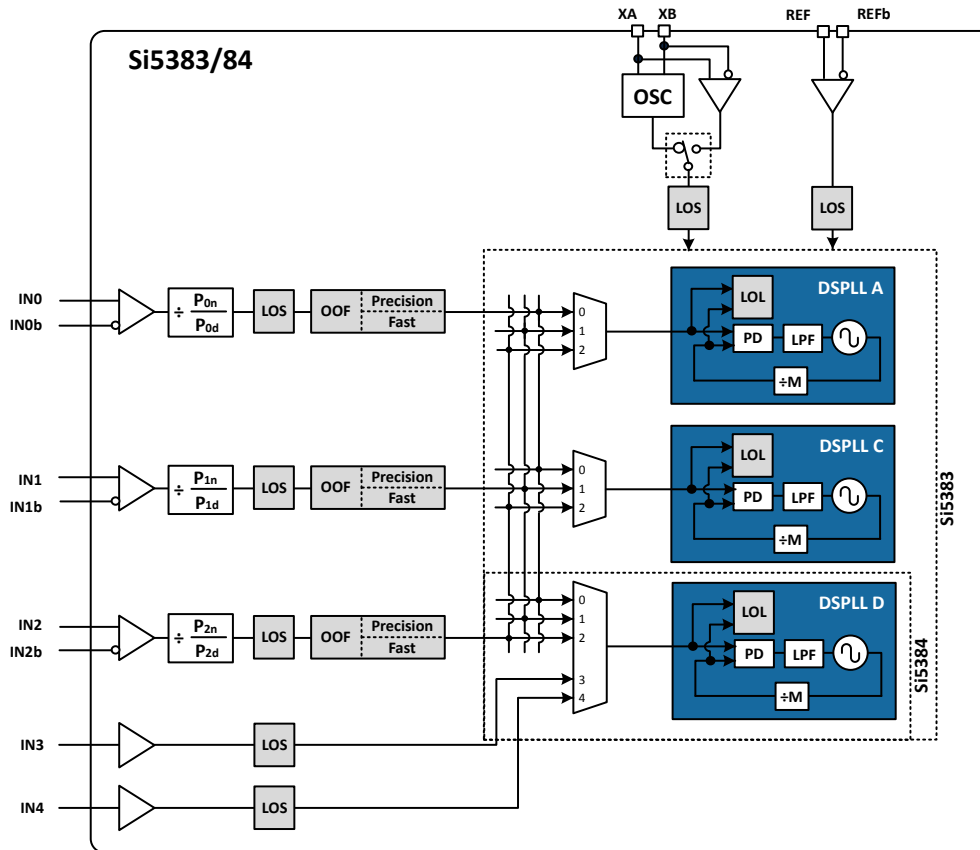 XA
XB
REF
REFb
Si5383/84
OSC
LOS
LOS
IN0
IN0b
÷ P0n
P0d
LOS
OOF
Precision
Fast
0
1
2
DSPLL A
LOL
PD
LPF
÷M
IN1
IN1b
÷ P1n
P1d
LOS
OOF
Precision
Fast
0
1
2
DSPLL C
LOL
PD
LPF
÷M
Si5383
IN2
IN2b
÷ P2n
P2d
LOS
OOF
Precision
Fast
0
1
2
3
4
DSPLL D
LOL
PD
LPF
÷M
Si5384
IN3
LOS
IN4
LOS